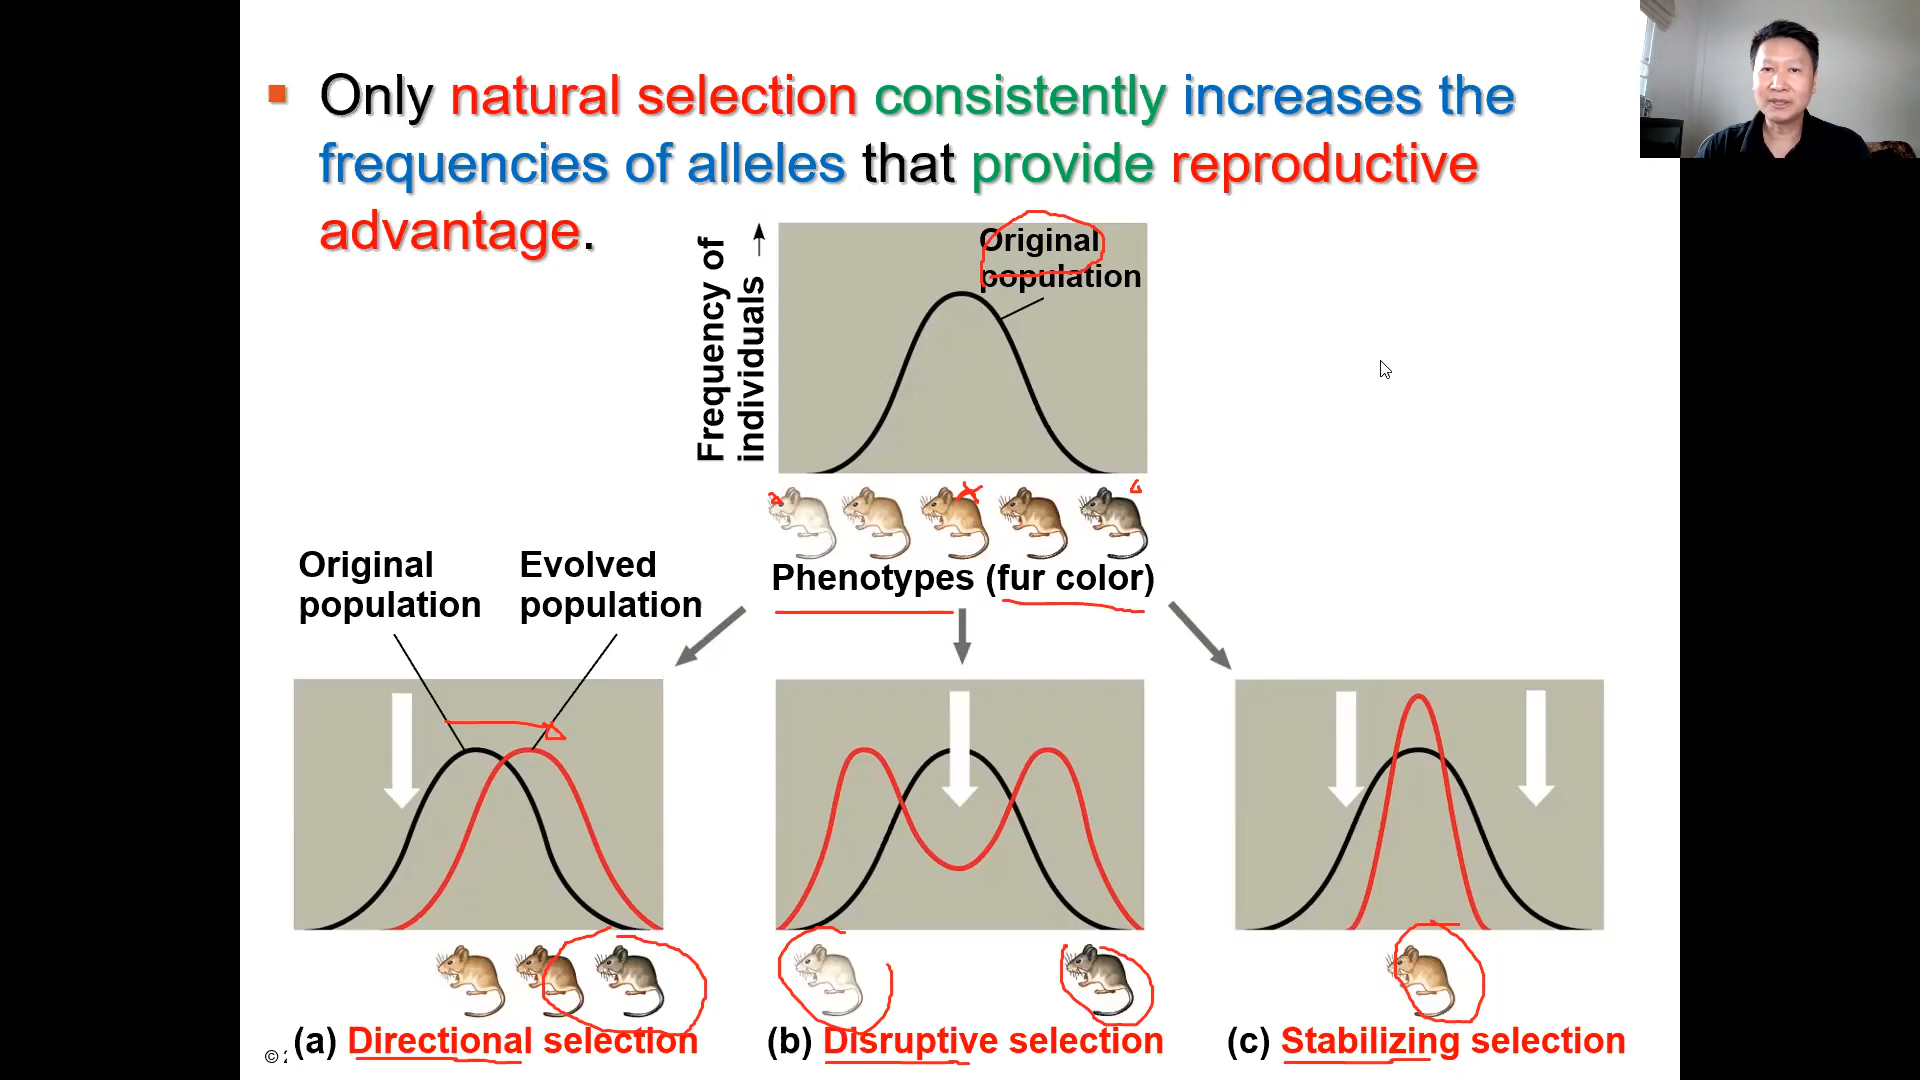 Only natural selection consistently increases the
frequencies of alleles that provide reproductive
advantage.
Frequency of
individuals
Original
population
Phenotypes (fur color)
Original
population
Evolved
population
(a) Directional selection
(b) Disruptive selection
(c) Stabilizing selection
©